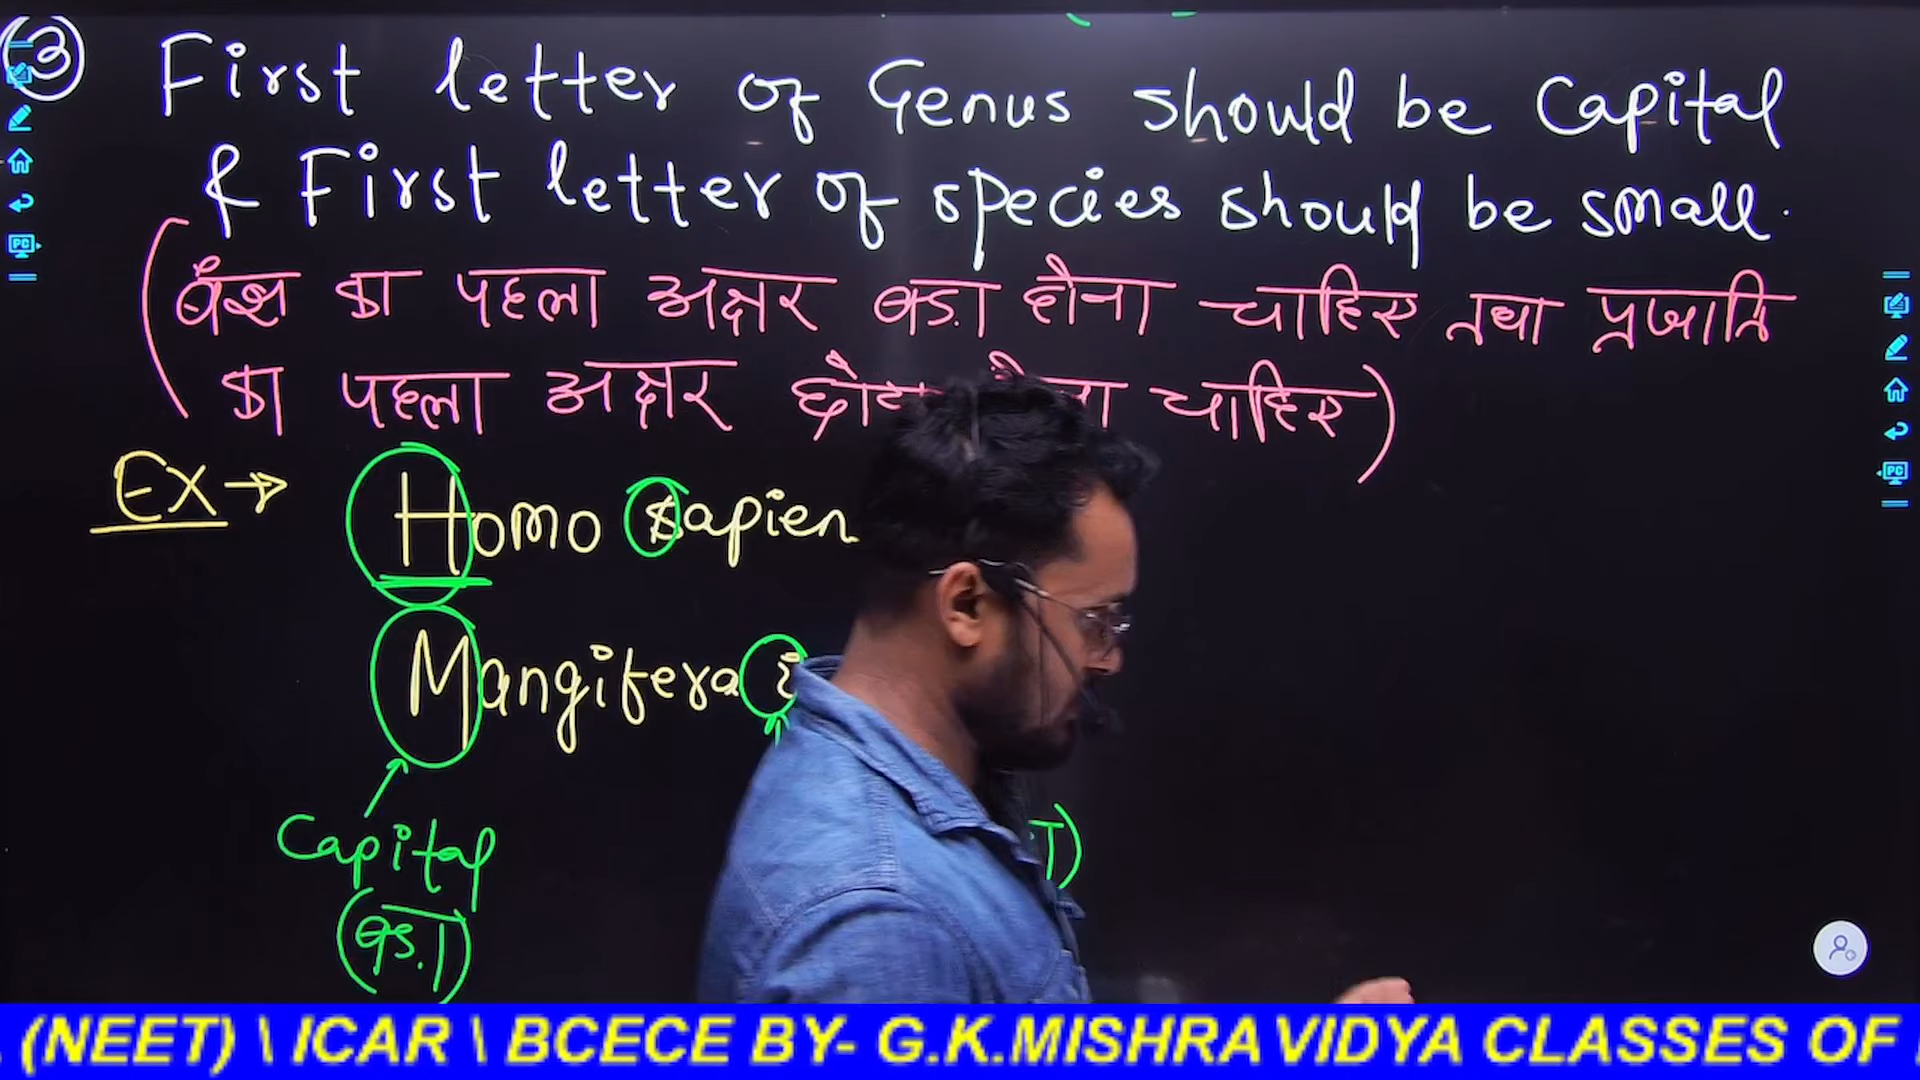 3 First letter of Genus should be Capital
& First letter of species should be small.
(वंश का पहला अक्षर बड़ा होना चाहिए तथा प्रजाति
का पहला अक्षर चाहिए)
EX → Homo sapien
Mangifera i
Capital
(बड़ा)
(NEET) \ ICAR \ BCECE BY- G.K.MISHRA VIDYA CLASSES OF